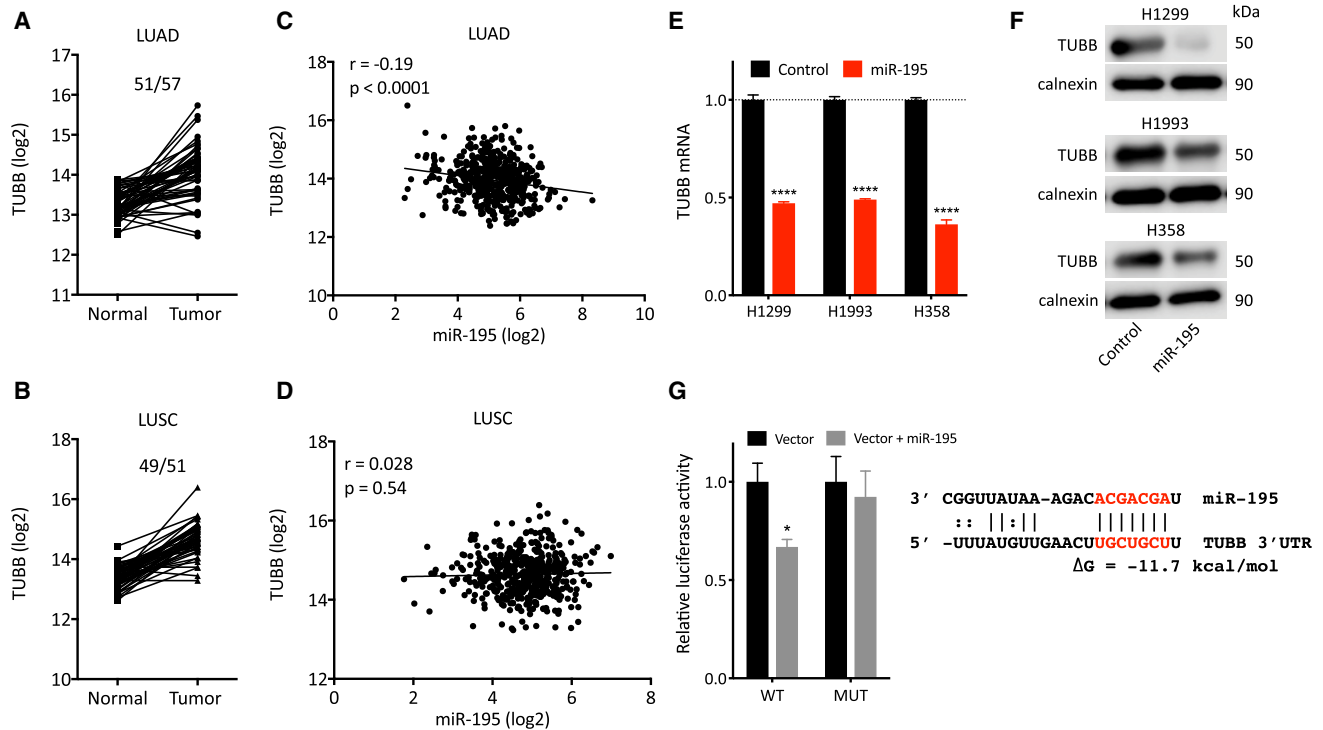 A
LUAD
51/57
TUBB (log2)
17
16
15
14
13
12
11
Normal Tumor
B
LUSC
49/51
TUBB (log2)
18
16
14
12
10
Normal Tumor
C
LUAD
r = -0.19
p < 0.0001
TUBB (log2)
18
16
14
12
10
0 2 4 6 8 10
miR-195 (log2)
D
LUSC
r = 0.028
p = 0.54
TUBB (log2)
18
16
14
12
0 2 4 6 8
miR-195 (log2)
E
Control miR-195
TUBB mRNA
1.0
0.5
0.0
**** **** ****
H1299 H1993 H358
F
H1299 kDa
TUBB 50
calnexin 90
H1993
TUBB 50
calnexin 90
H358
TUBB 50
calnexin 90
Control miR-195
G
Vector Vector + miR-195
Relative luciferase activity
1.0
0.5
0.0
*
WT MUT
3′ CGGUUAUAA-AGACACGACGAU miR-195
:: ||:|| |||||||
5′ -UUUAUGUUGAACUUGCUGCUU TUBB 3′UTR
ΔG = -11.7 kcal/mol